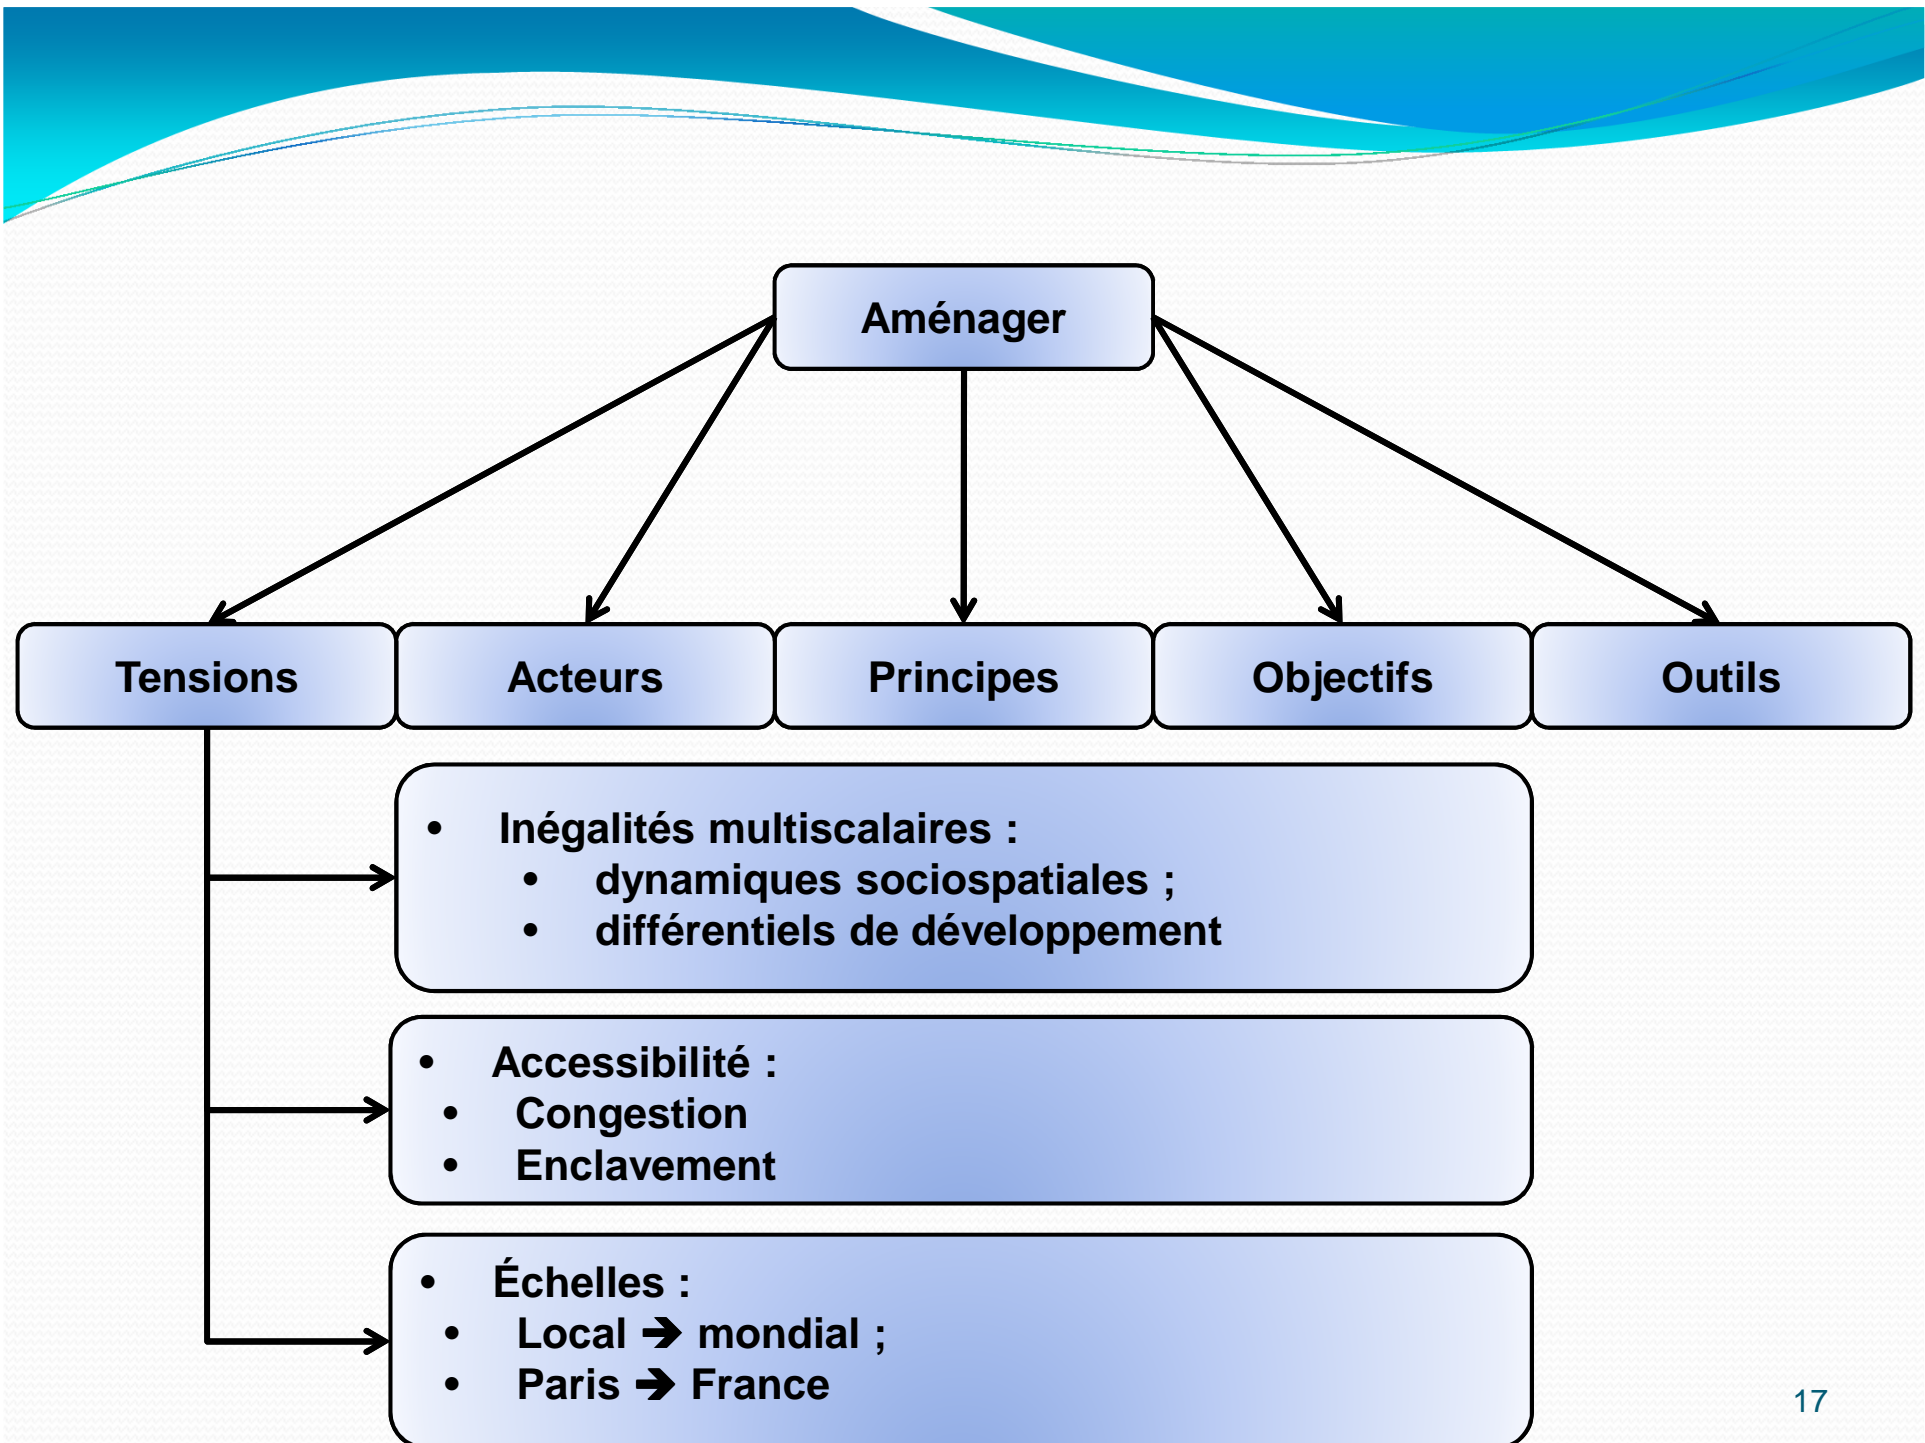 Aménager
Tensions
Acteurs
Principes
Objectifs
Outils
• Inégalités multiscalaires :
• dynamiques sociospatiales ;
• différentiels de développement
• Accessibilité :
• Congestion
• Enclavement
• Échelles :
• Local ➔ mondial ;
• Paris ➔ France
17